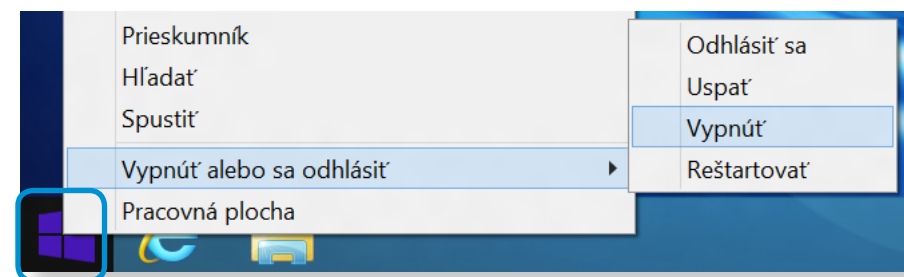 Prieskumník
Hľadať
Spustiť
Vypnúť alebo sa odhlásiť
Pracovná plocha
Odhlásiť sa
Uspať
Vypnúť
Reštartovať